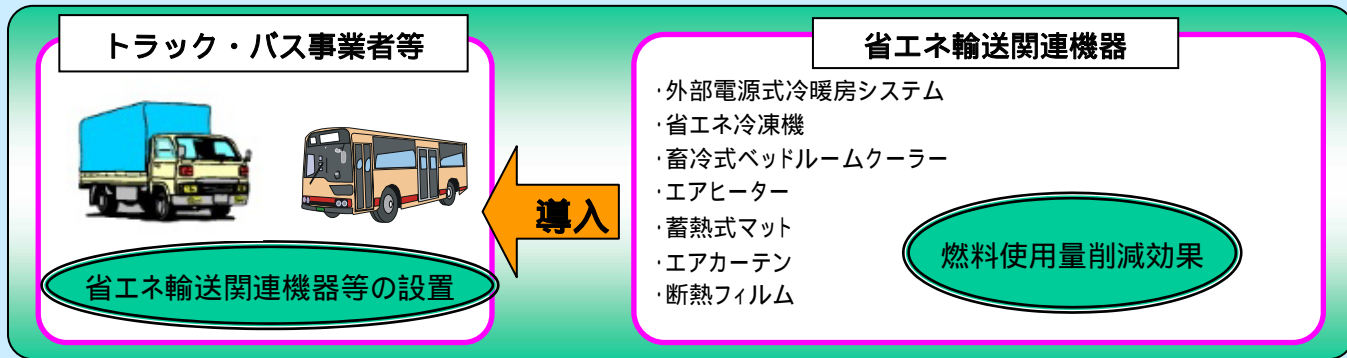 トラック・バス事業者等
省エネ輸送関連機器等の設置
導入
省エネ輸送関連機器
･外部電源式冷暖房システム
･省エネ冷凍機
･畜冷式ベッドルームクーラー
･エアヒーター
･蓄熱式マット
･エアカーテン
･断熱フィルム
燃料使用量削減効果